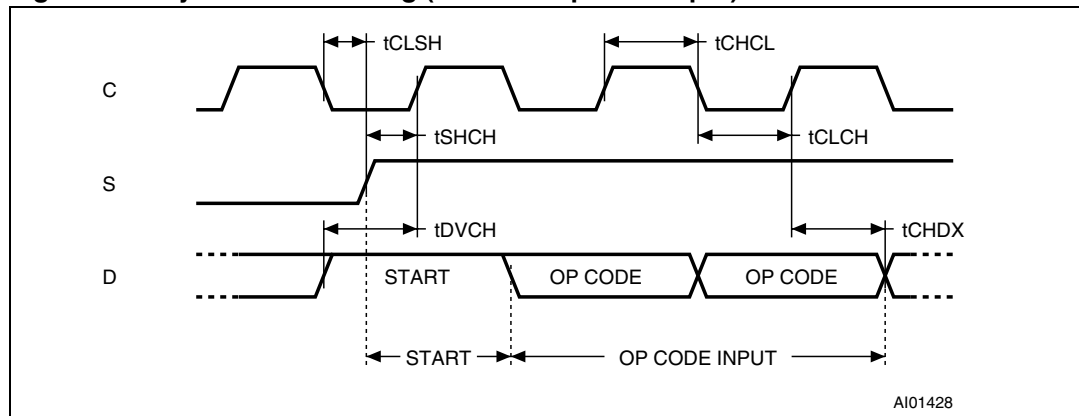 tCLSH
tCHCL
C
tSHCH
tCLCH
S
tDVCH
tCHDX
D
START
OP CODE
OP CODE
START
OP CODE INPUT
AI01428